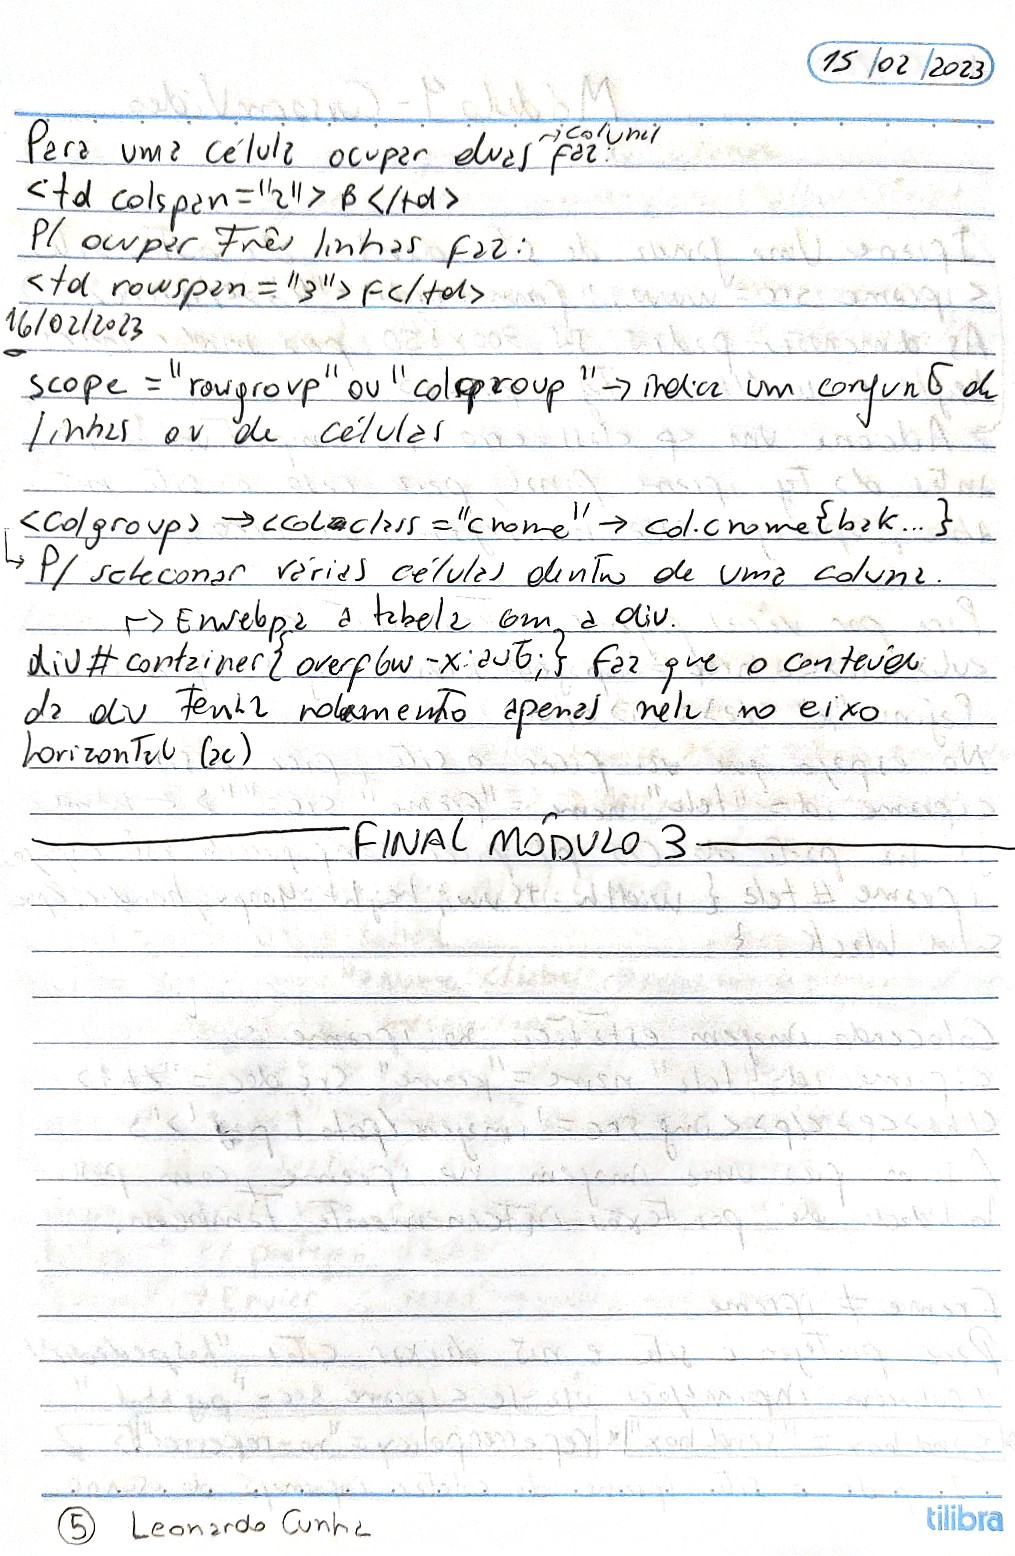 15/02/2023
Para uma célula ocupar duas colunas faz:
<td colspan="2"> B </td>
P/ ocupar três linhas faz:
<td rowspan="3"> F </td>
16/02/2023
scope = "rowgroup" ou "colgroup" → indica um conjunto de
linhas ou de células
<colgroup> → <col class="cnome" → col.cnome{bak...}
↳ P/ seleconar várias células dentro de uma coluna.
↱ Envelopa a tabela com a div.
div#container{overflow-x:auto;} faz que o conteúdo
da div tenha rolamento apenas nela no eixo
horizontal (x)
FINAL MÓDULO 3
5 Leonardo Cunha
tilibra